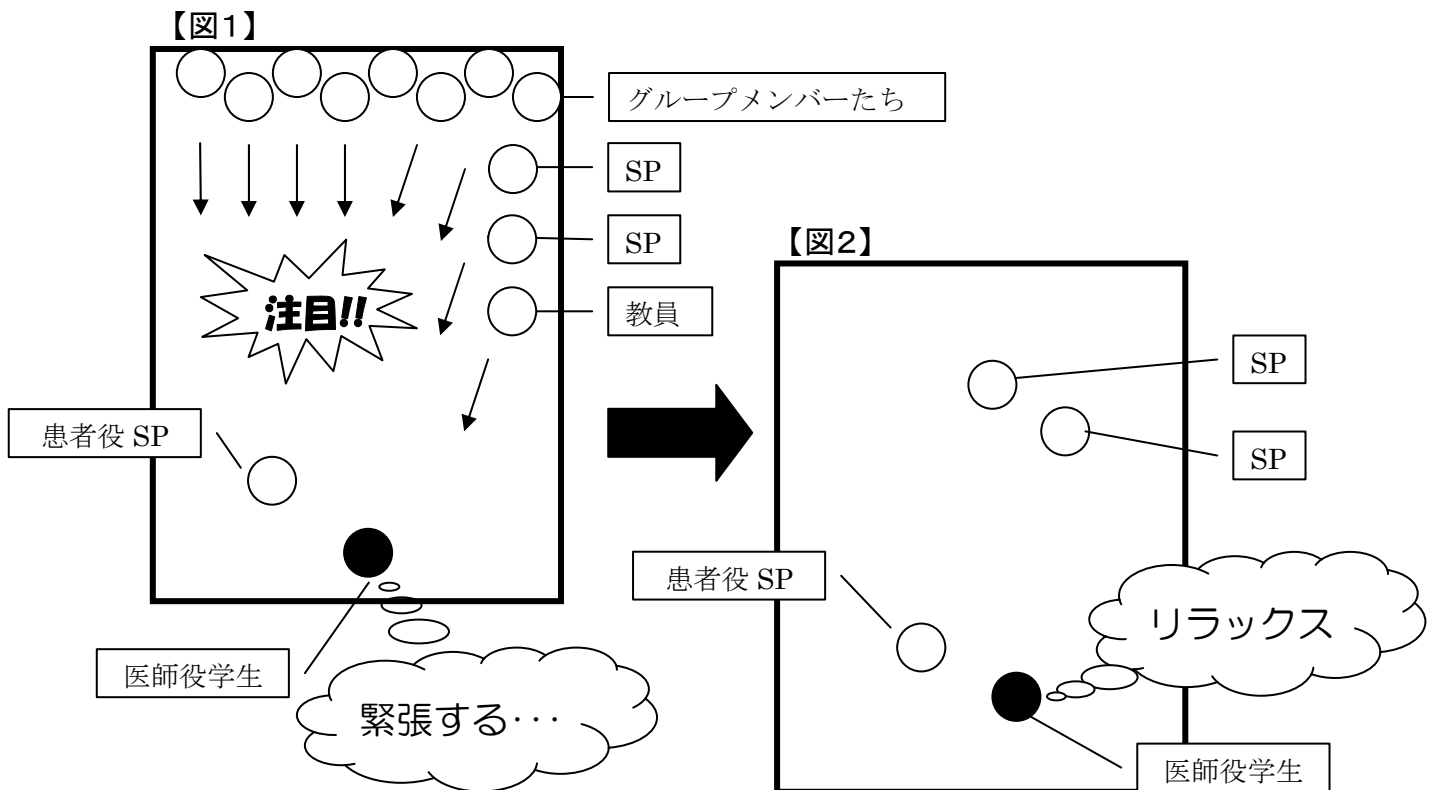 【図1】
グループメンバーたち
SP
SP
教員
注目!!
患者役 SP
医師役学生
緊張する･･･
【図2】
SP
SP
患者役 SP
リラックス
医師役学生